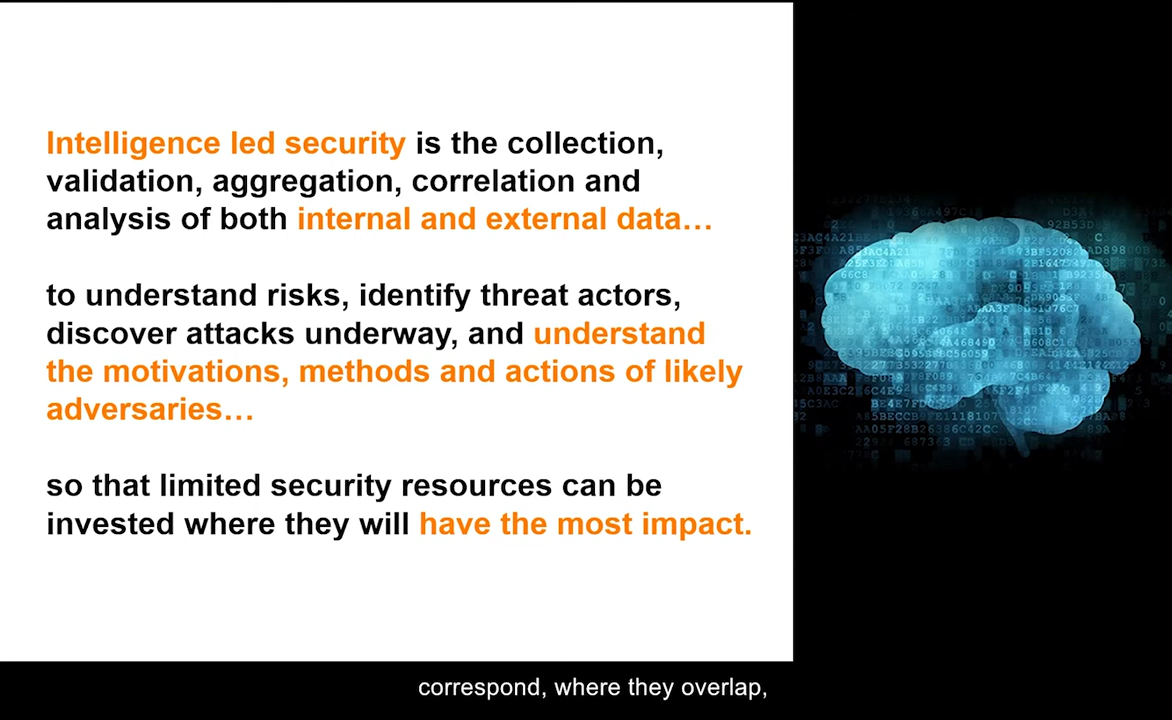 Intelligence led security is the collection,
validation, aggregation, correlation and
analysis of both internal and external data…
to understand risks, identify threat actors,
discover attacks underway, and understand
the motivations, methods and actions of likely
adversaries…
so that limited security resources can be
invested where they will have the most impact.
correspond, where they overlap,